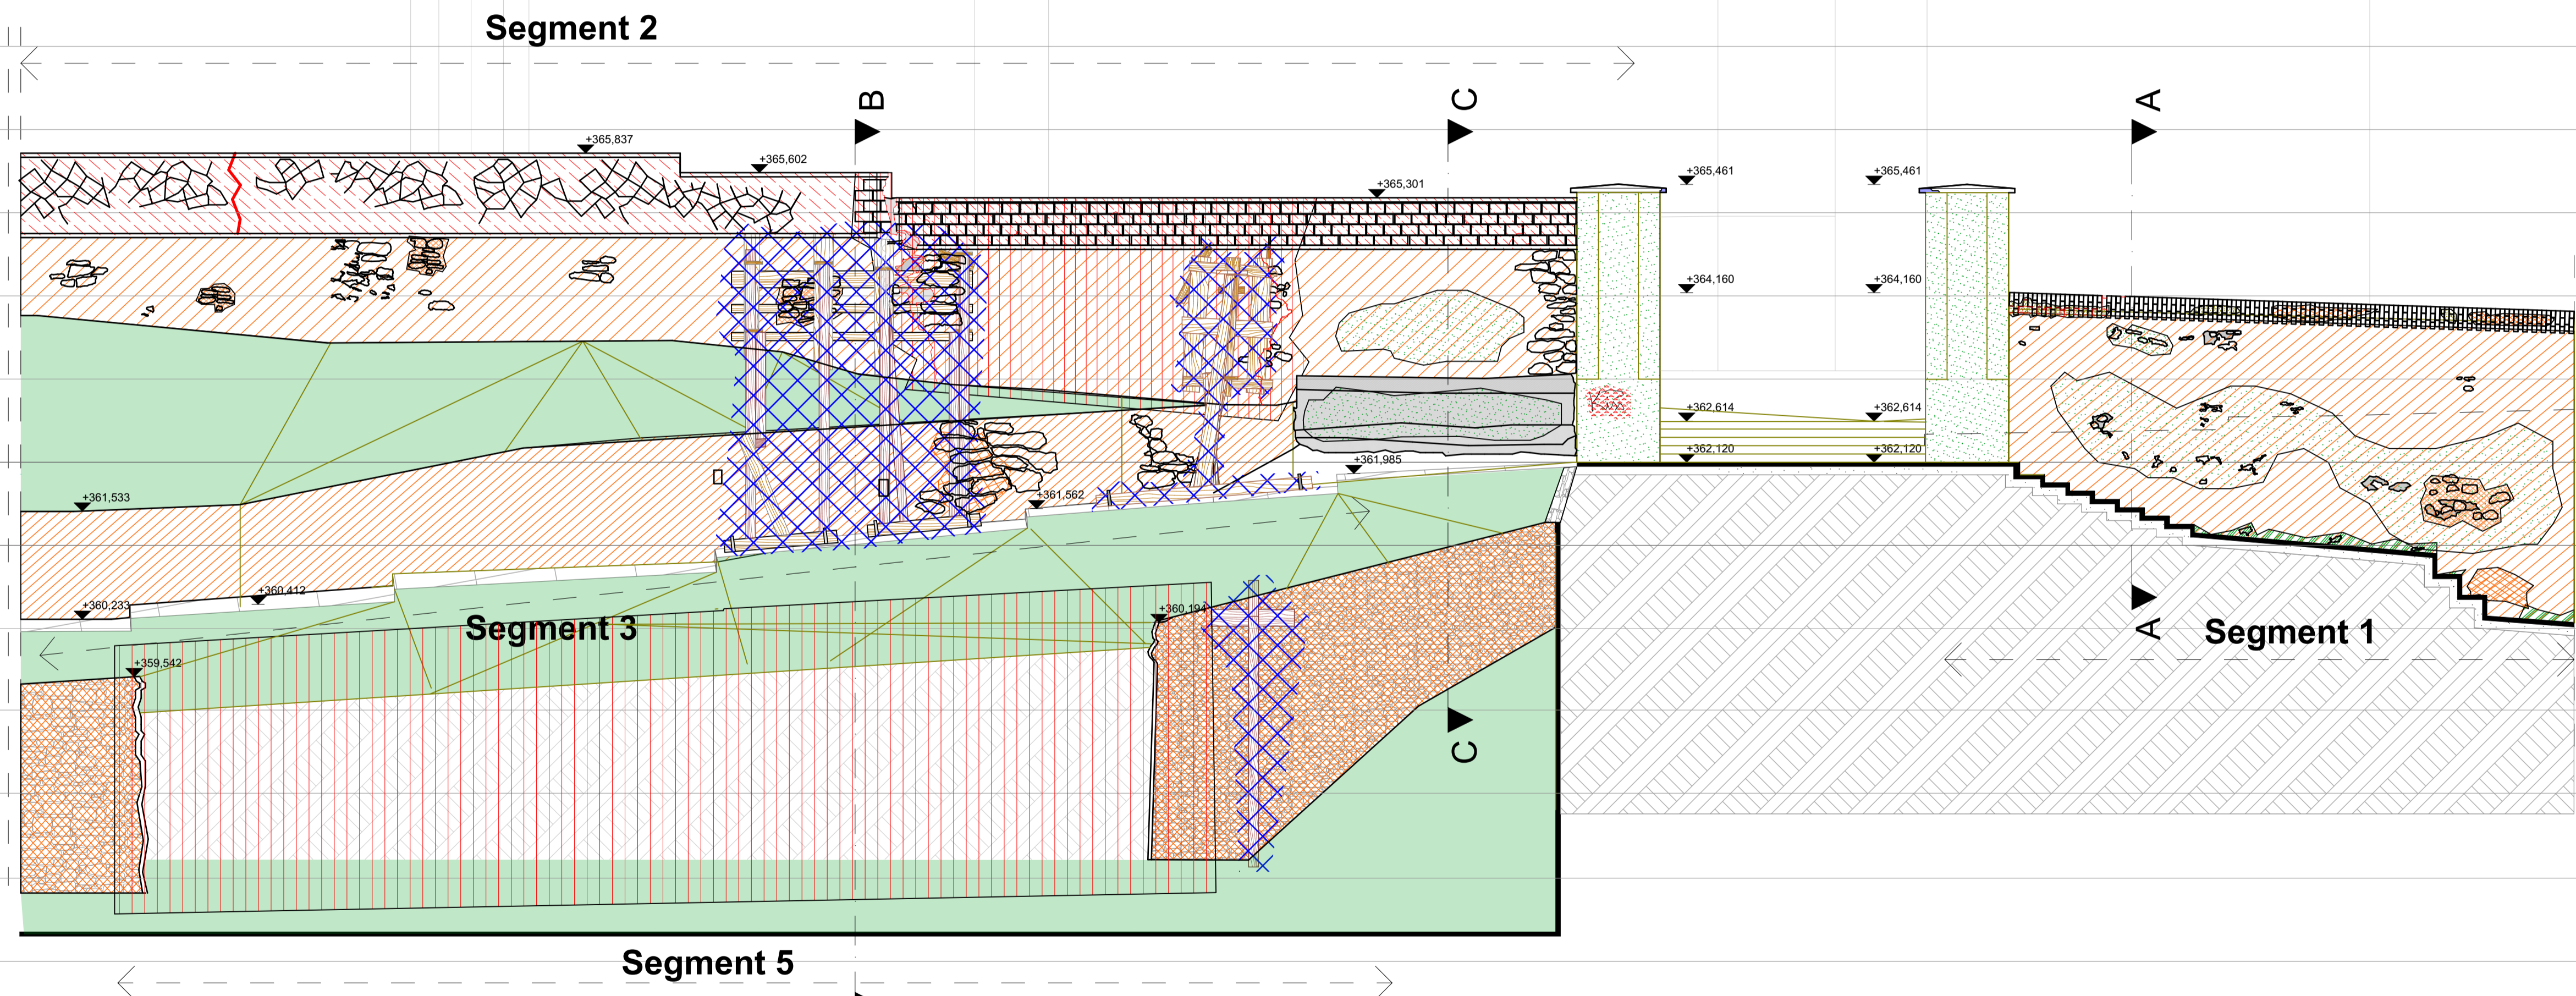 Segment 2
B
C
A
+365,837
+365,602
+365,301
+365,461
+365,461
+364,160
+364,160
+362,614
+362,614
+362,120
+362,120
+361,985
+361,533
+361,562
+360,412
+360,233
+360,194
Segment 3
A
Segment 1
+359,542
C
Segment 5